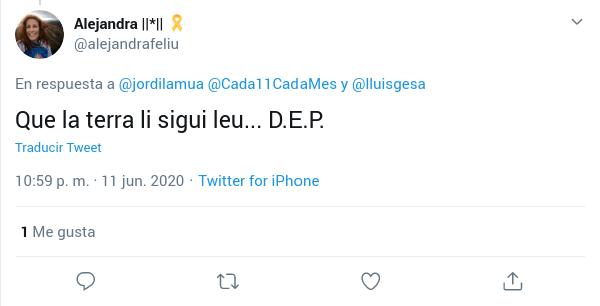 Alejandra ||*|| 🎗
@alejandrafeliu
En respuesta a @jordilamua @Cada11CadaMes y @lluisgesa
Que la terra li sigui leu... D.E.P.
Traducir Tweet
10:59 p. m. · 11 jun. 2020 · Twitter for iPhone
1 Me gusta